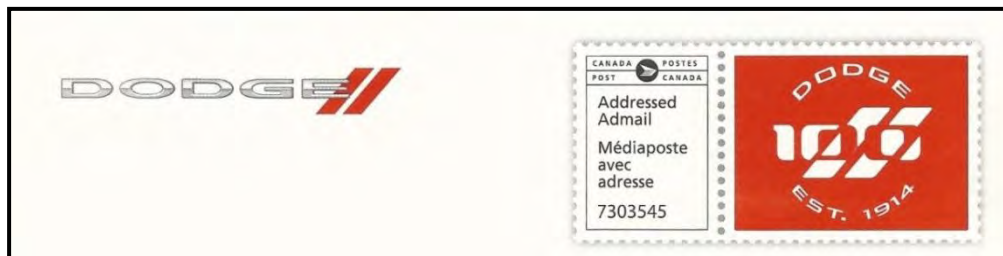 DODGE
CANADA POSTES
POST CANADA
Addressed
Admail
Médiaposte
avec
adresse
7303545
DODGE
100
EST. 1914